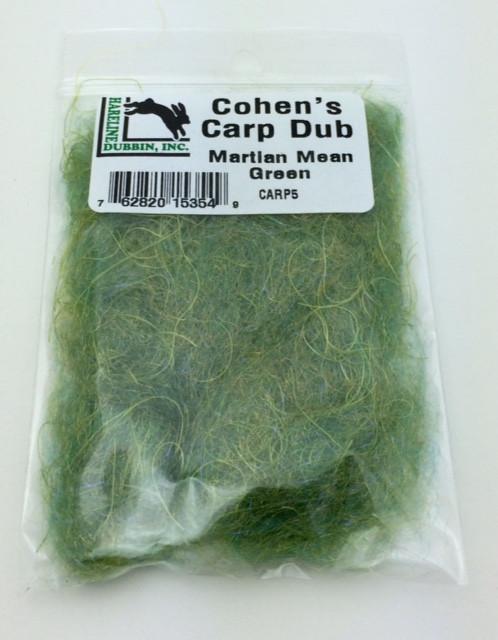 HARELINE
DUBBIN, INC.
Cohen's
Carp Dub
Martian Mean
Green
CARP5
7 62820 15354 9